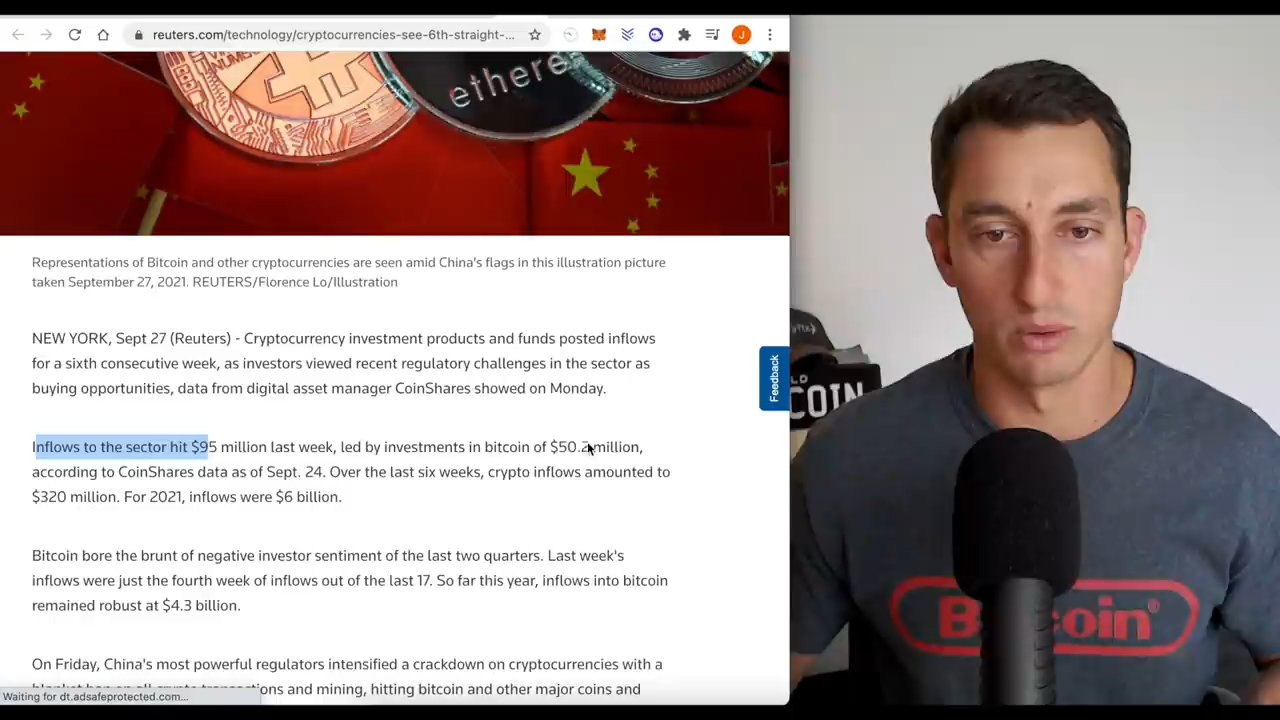 reuters.com/technology/cryptocurrencies-see-6th-straight-...
J
ethere
Representations of Bitcoin and other cryptocurrencies are seen amid China's flags in this illustration picture
taken September 27, 2021. REUTERS/Florence Lo/Illustration
NEW YORK, Sept 27 (Reuters) - Cryptocurrency investment products and funds posted inflows
for a sixth consecutive week, as investors viewed recent regulatory challenges in the sector as
buying opportunities, data from digital asset manager CoinShares showed on Monday.
Inflows to the sector hit $95 million last week, led by investments in bitcoin of million,
according to CoinShares data as of Sept. 24. Over the last six weeks, crypto inflows amounted to
$320 million. For 2021, inflows were $6 billion.
Bitcoin bore the brunt of negative investor sentiment of the last two quarters. Last week's
inflows were just the fourth week of inflows out of the last 17. So far this year, inflows into bitcoin
remained robust at $4.3 billion.
On Friday, China's most powerful regulators intensified a crackdown on cryptocurrencies with a
blanket ban on all crypto transactions and mining, hitting bitcoin and other major coins and
Waiting for dt.adsafeprotected.com...
Feedback
LD
COIN
B coin®